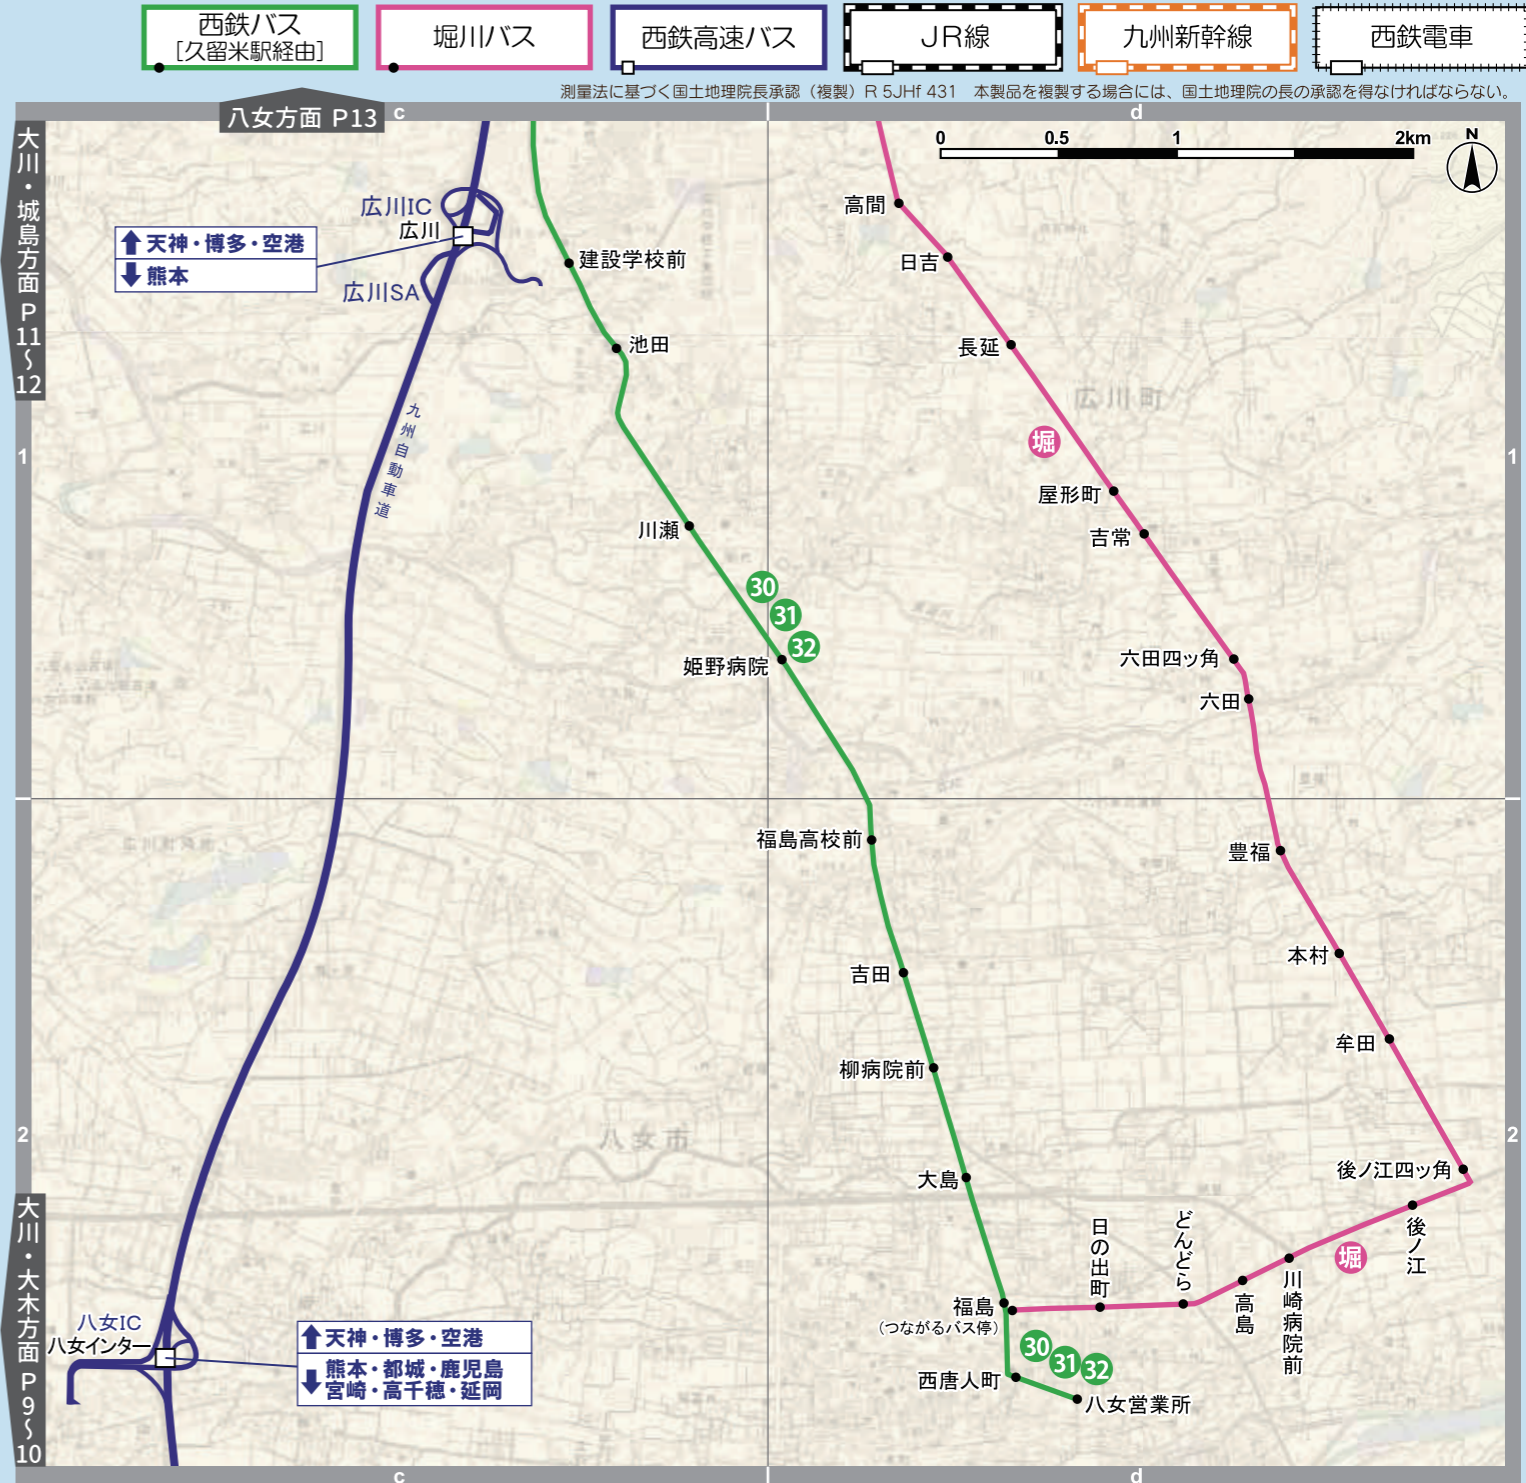 西鉄バス
[久留米駅経由]
堀川バス
西鉄高速バス
JR線
九州新幹線
西鉄電車
測量法に基づく国土地理院長承認（複製）R 5JHf 431　本製品を複製する場合には、国土地理院の長の承認を得なければならない。
八女方面 P13
c
d
大川・城島方面 P11〜12
0
0.5
1
2km
N
広川IC
広川
天神・博多・空港
熊本
広川SA
九州自動車道
建設学校前
池田
川瀬
30
31
32
姫野病院
高間
日吉
長延
広川町
堀
屋形町
吉常
六田四ッ角
六田
1
1
福島高校前
吉田
柳病院前
八女市
大島
豊福
本村
牟田
後ノ江四ッ角
後ノ江
堀
川崎病院前
高島
どんどら
日の出町
福島
(つながるバス停)
30
31
32
西唐人町
八女営業所
2
2
大川・大木方面 P9〜10
八女IC
八女インター
天神・博多・空港
熊本・都城・鹿児島
宮崎・高千穂・延岡
c
d